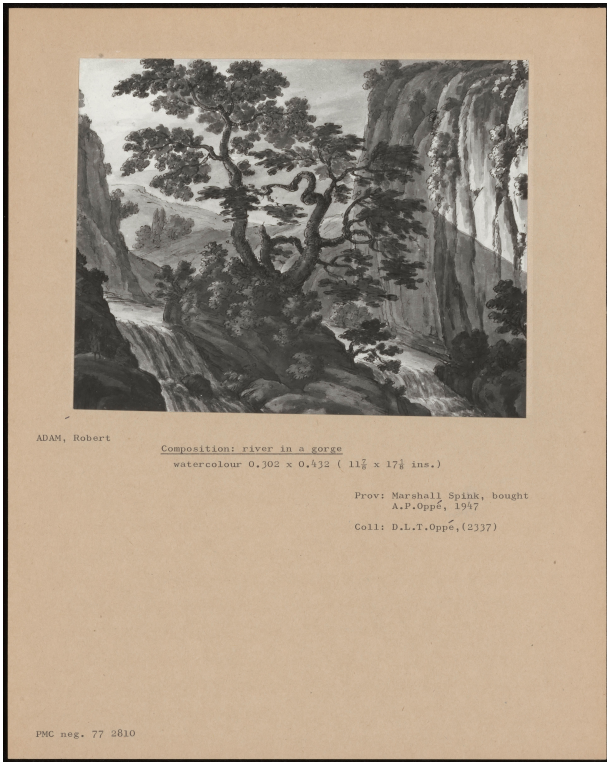 ADAM, Robert
Composition: river in a gorge
watercolour 0.302 x 0.432 ( 11⅞ x 17⅛ ins.)
Prov: Marshall Spink, bought
A.P.Oppé, 1947
Coll: D.L.T.Oppé,(2337)
PMC neg. 77 2810